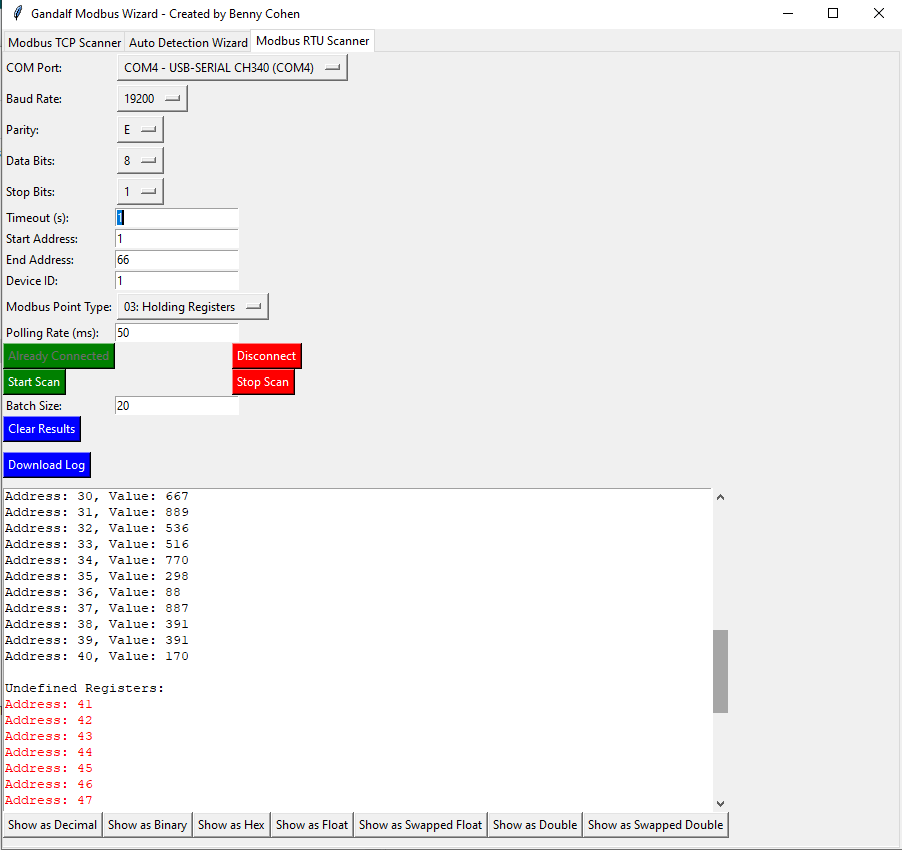 Gandalf Modbus Wizard - Created by Benny Cohen
Modbus TCP Scanner Auto Detection Wizard Modbus RTU Scanner
COM Port: COM4 - USB-SERIAL CH340 (COM4)
Baud Rate: 19200
Parity: E
Data Bits: 8
Stop Bits: 1
Timeout (s): 1
Start Address: 1
End Address: 66
Device ID: 1
Modbus Point Type: 03: Holding Registers
Polling Rate (ms): 50
Already Connected Disconnect
Start Scan Stop Scan
Batch Size: 20
Clear Results
Download Log
Address: 30, Value: 667
Address: 31, Value: 889
Address: 32, Value: 536
Address: 33, Value: 516
Address: 34, Value: 770
Address: 35, Value: 298
Address: 36, Value: 88
Address: 37, Value: 887
Address: 38, Value: 391
Address: 39, Value: 391
Address: 40, Value: 170
Undefined Registers:
Address: 41
Address: 42
Address: 43
Address: 44
Address: 45
Address: 46
Address: 47
Show as Decimal Show as Binary Show as Hex Show as Float Show as Swapped Float Show as Double Show as Swapped Double